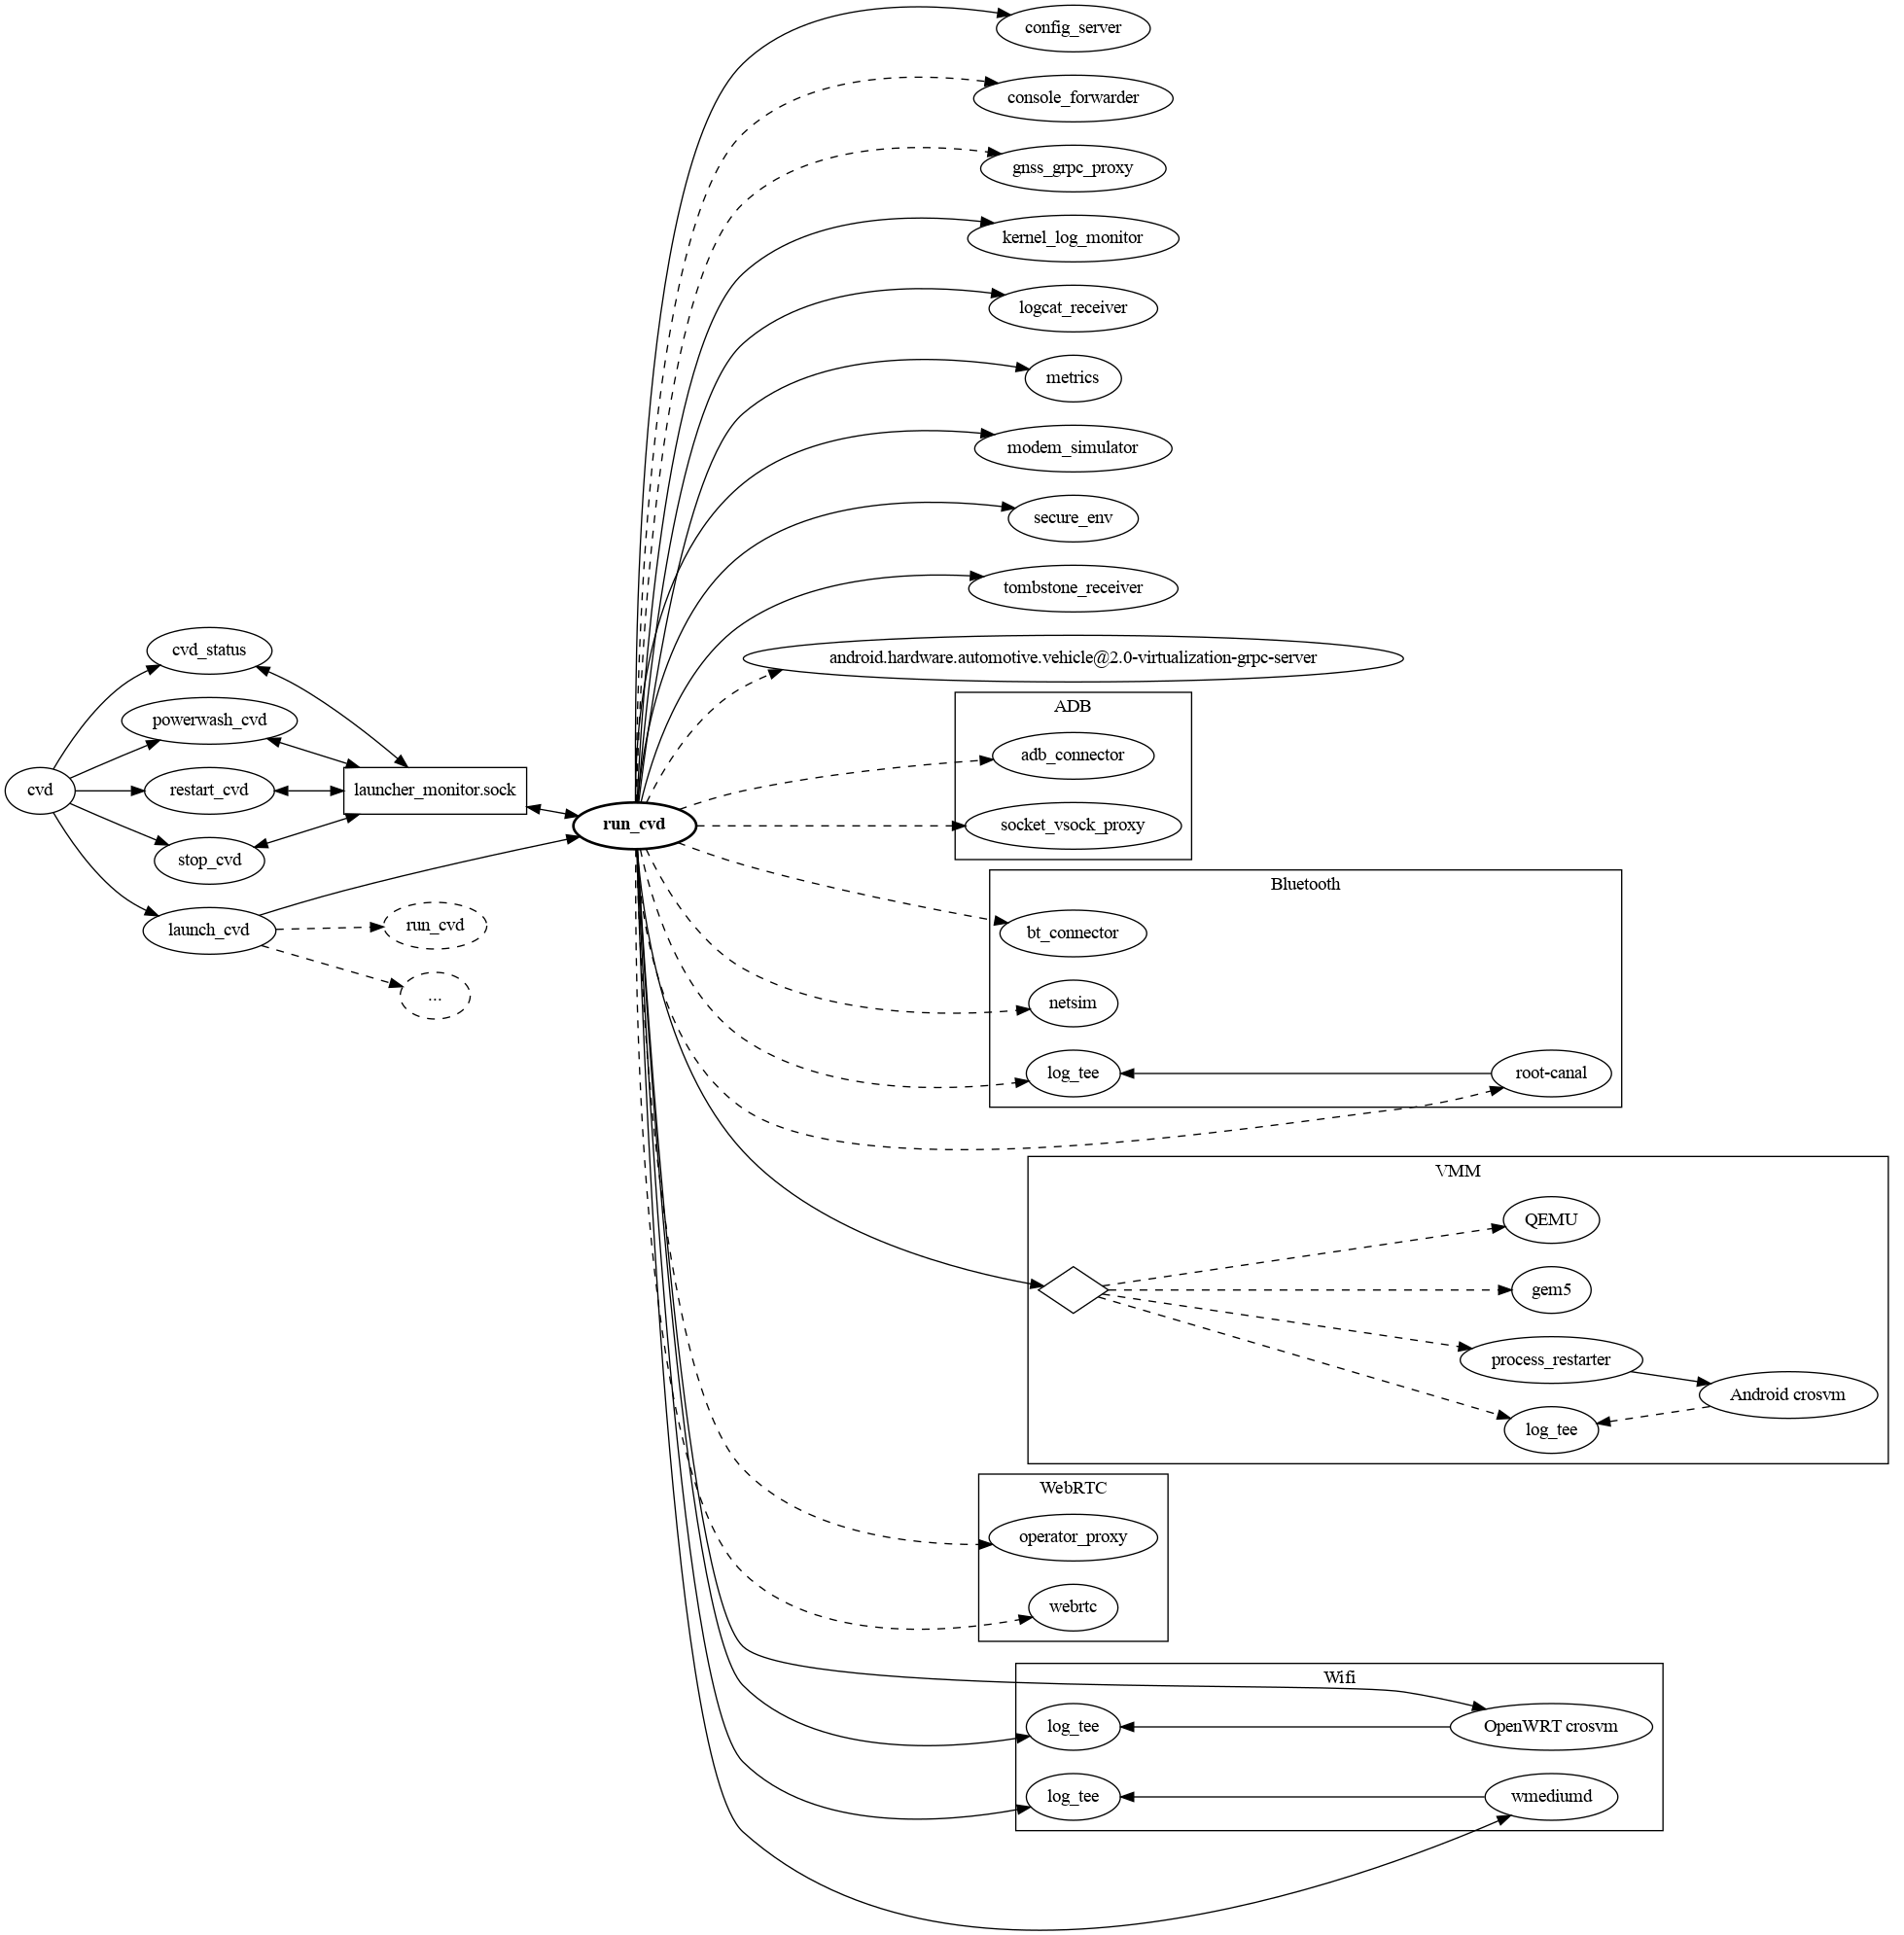 config_server
console_forwarder
gnss_grpc_proxy
kernel_log_monitor
logcat_receiver
metrics
modem_simulator
secure_env
tombstone_receiver
cvd_status
android.hardware.automotive.vehicle@2.0-virtualization-grpc-server
ADB
powerwash_cvd
adb_connector
cvd
restart_cvd
launcher_monitor.sock
run_cvd
socket_vsock_proxy
stop_cvd
Bluetooth
launch_cvd
run_cvd
bt_connector
...
netsim
log_tee
root-canal
VMM
QEMU
gem5
process_restarter
Android crosvm
log_tee
WebRTC
operator_proxy
webrtc
Wifi
log_tee
OpenWRT crosvm
log_tee
wmediumd